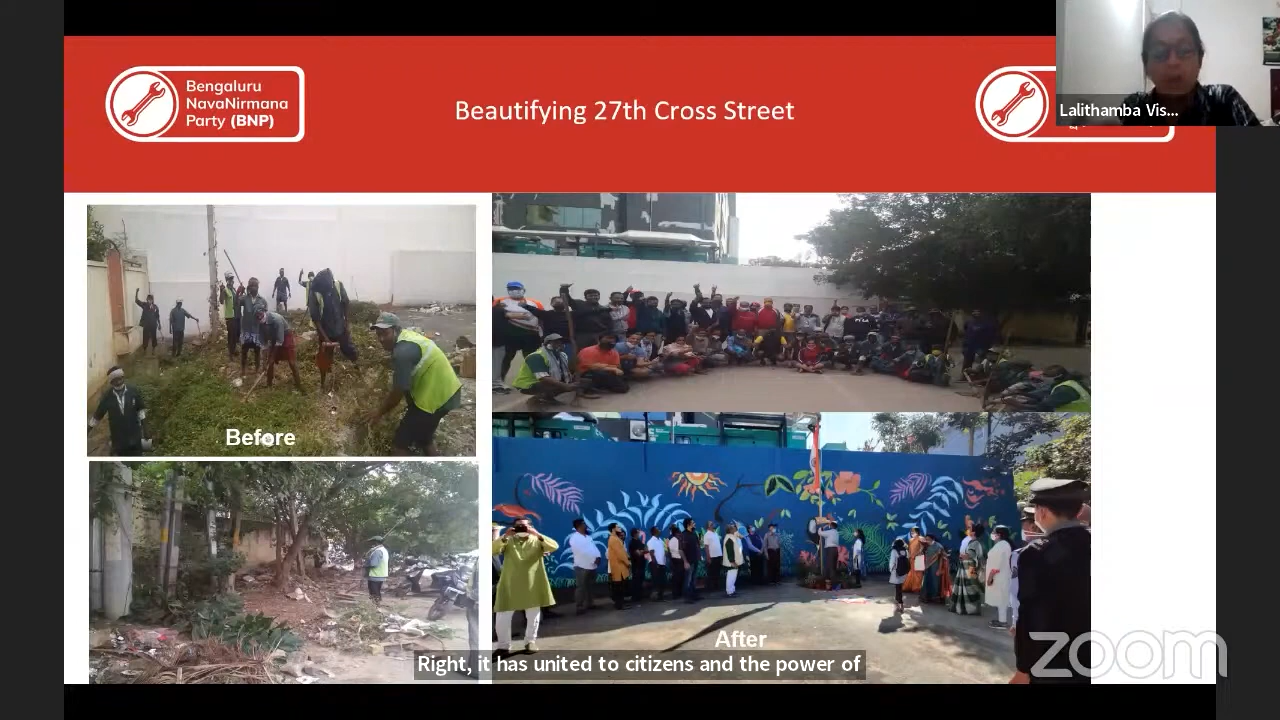 Bengaluru
NavaNirmana
Party (BNP)
Beautifying 27th Cross Street
Lalithamba Vis...
Before
After
Right, it has united to citizens and the power of
zoom